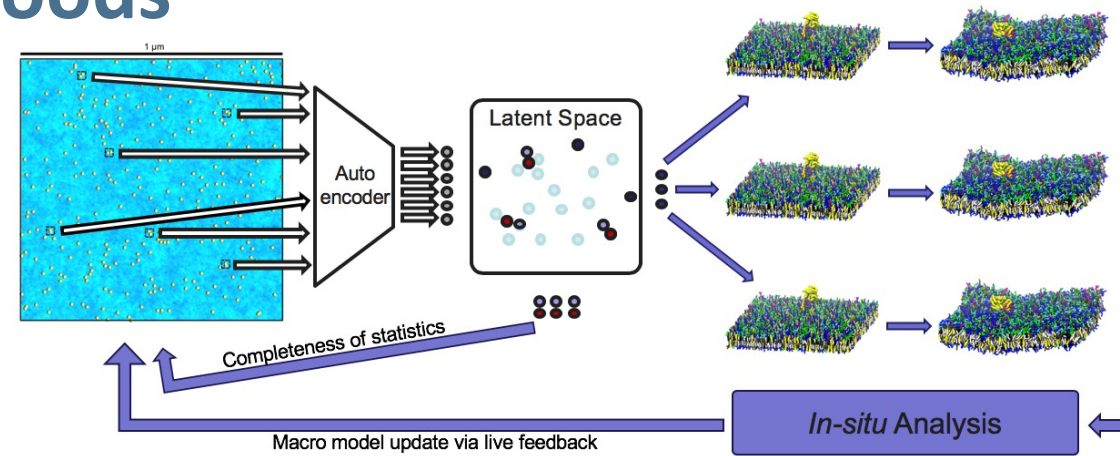 1 µm
Auto
encoder
Latent Space
Completeness of statistics
Macro model update via live feedback
In-situ Analysis